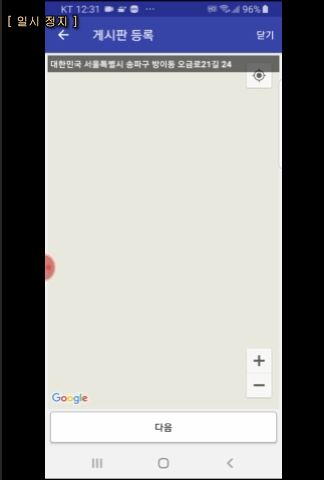 KT 12:31 ... 96%
[ 일시 정지 ]
게시판 등록 닫기
대한민국 서울특별시 송파구 방이동 오금로21길 24
+
−
Google
다음